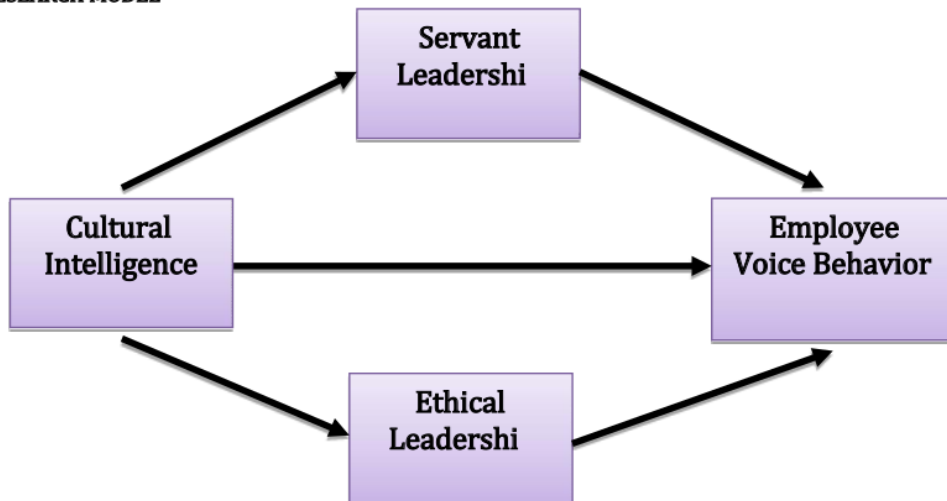 Servant
Leadershi
Cultural
Intelligence
Employee
Voice Behavior
Ethical
Leadershi